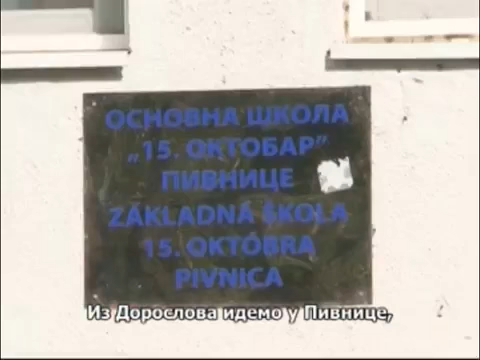 ОСНОВНА ШКОЛА
„15. ОКТОБАР”
ПИВНИЦЕ
ZÁKLADNÁ ŠKOLA
15. OKTÓBRA
PIVNICA
Из Дорослова идемо у Пивнице,